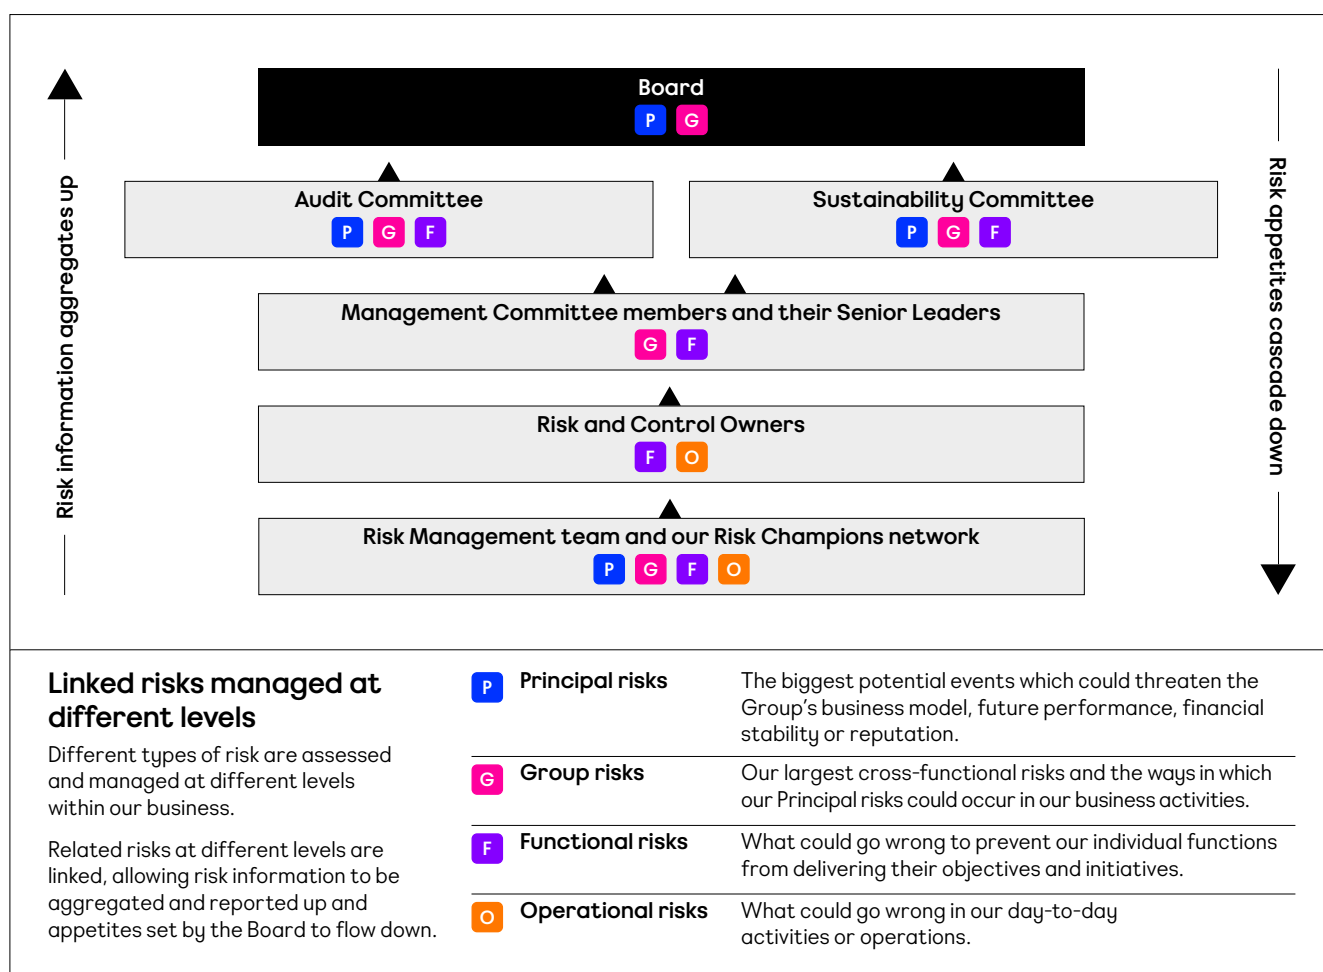 Board
P G
Audit Committee
P G F
Sustainability Committee
P G F
Management Committee members and their Senior Leaders
G F
Risk and Control Owners
F O
Risk Management team and our Risk Champions network
P G F O
Risk information aggregates up
Risk appetites cascade down
Linked risks managed at
different levels
Different types of risk are assessed
and managed at different levels
within our business.
Related risks at different levels are
linked, allowing risk information to be
aggregated and reported up and
appetites set by the Board to flow down.
P Principal risks
The biggest potential events which could threaten the
Group’s business model, future performance, financial
stability or reputation.
G Group risks
Our largest cross-functional risks and the ways in which
our Principal risks could occur in our business activities.
F Functional risks
What could go wrong to prevent our individual functions
from delivering their objectives and initiatives.
O Operational risks
What could go wrong in our day-to-day
activities or operations.